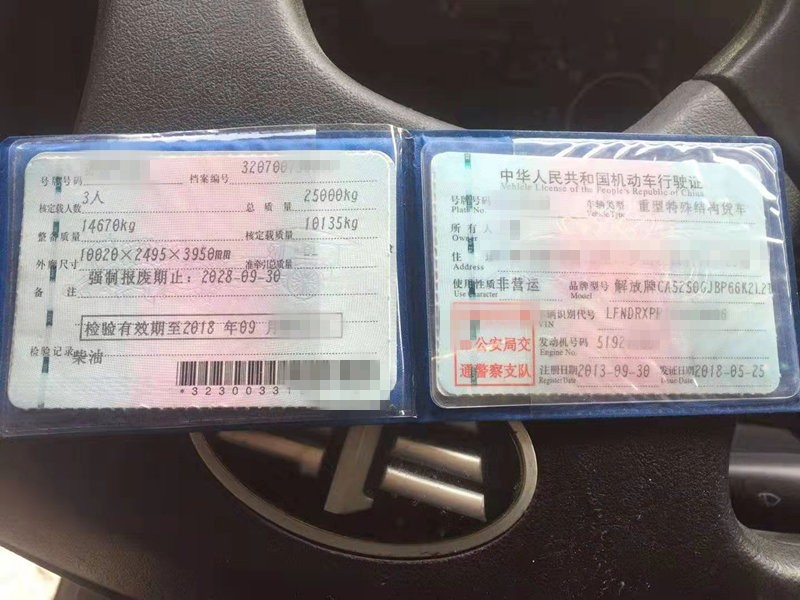 号牌号码 档案编号 320700
核定载人数 3人 总质量 25000kg
整备质量 14670kg 核定载质量 10135kg
外廓尺寸 10020×2495×3950mm 准牵引总质量
备注 强制报废期止: 2028-09-30
检验有效期至2018 年09 月
检验记录 柴油
*32300331
中华人民共和国机动车行驶证
Vehicle License of the People's Republic of China
号牌号码 车辆类型 重型特殊结构货车
Plate No. Vehicle Type
所有人
Owner
住
Address
使用性质 非营运 品牌型号 解放牌CA5250GJBP66K2L2T
Use Character Model
公安局交
通警察支队
辆识别代号 LFNDRXP
VIN
发动机号码 5192
Engine No.
注册日期 2013-09-30 发证日期 2018-05-25
Register Date Issue Date